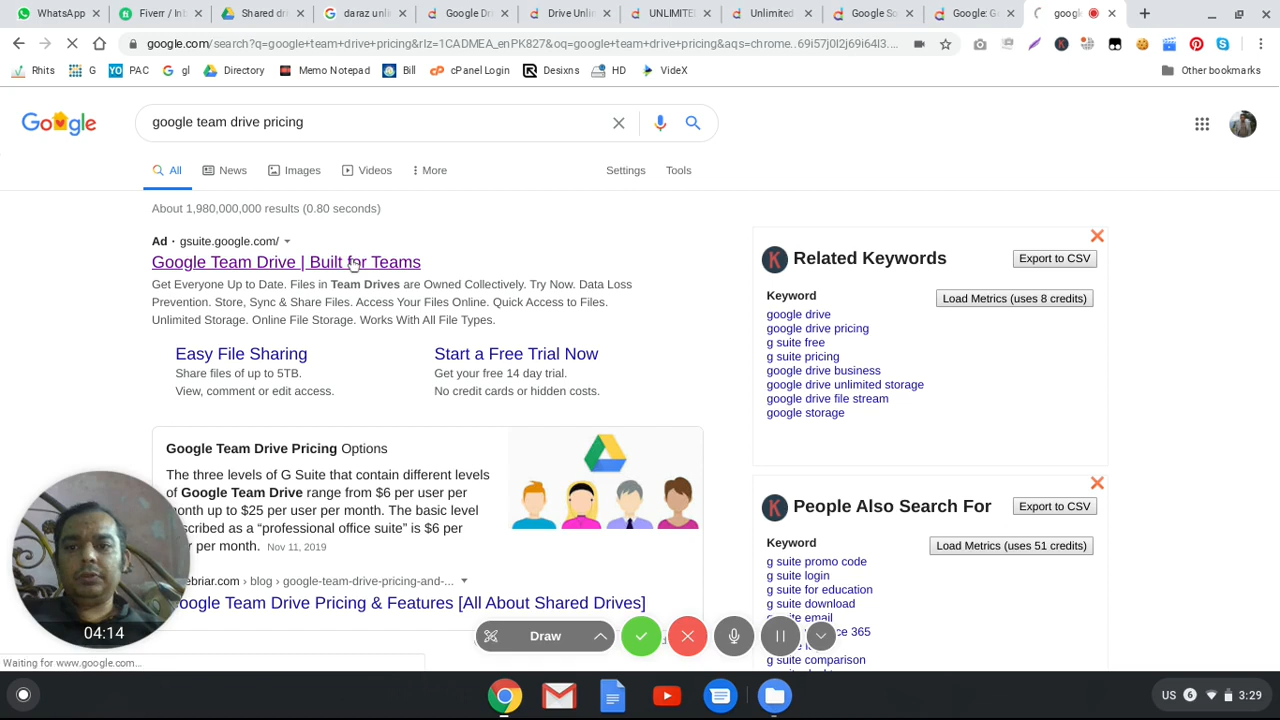 WhatsApp
Fiverr / Inb
Shared dri
daraz unli
Google Dr
Drive Unli
UNLIMITE
Unlimited
Google So
Google: G
goog
google.com/search?q=google+team+drive+pricing&rlz=1CAJMEA_enPK827&oq=google+team+drive+pricing&aqs=chrome..69i57j0l2j69i64l3....
Rhits
G
PAC
gl
Directory
Memo Notepad
Bill
cPanel Login
Desixns
HD
VideX
Other bookmarks
Google
google team drive pricing
All
News
Images
Videos
More
Settings
Tools
About 1,980,000,000 results (0.80 seconds)
Ad · gsuite.google.com/
Google Team Drive | Built for Teams
Get Everyone Up to Date. Files in Team Drives are Owned Collectively. Try Now. Data Loss
Prevention. Store, Sync & Share Files. Access Your Files Online. Quick Access to Files.
Unlimited Storage. Online File Storage. Works With All File Types.
Easy File Sharing
Share files of up to 5TB.
View, comment or edit access.
Start a Free Trial Now
Get your free 14 day trial.
No credit cards or hidden costs.
Google Team Drive Pricing Options
The three levels of G Suite that contain different levels
of Google Team Drive range from $6 per user per
month up to $25 per user per month. The basic level
scribed as a “professional office suite” is $6 per
per month. Nov 11, 2019
ebriar.com › blog › google-team-drive-pricing-and-...
oogle Team Drive Pricing & Features [All About Shared Drives]
Related Keywords
Export to CSV
Keyword
Load Metrics (uses 8 credits)
google drive
google drive pricing
g suite free
g suite pricing
google drive business
google drive unlimited storage
google drive file stream
google storage
People Also Search For
Export to CSV
Keyword
Load Metrics (uses 51 credits)
g suite promo code
g suite login
g suite for education
g suite download
suite email
ce 365
g suite comparison
04:14
Draw
Waiting for www.google.com...
US
6
3:29